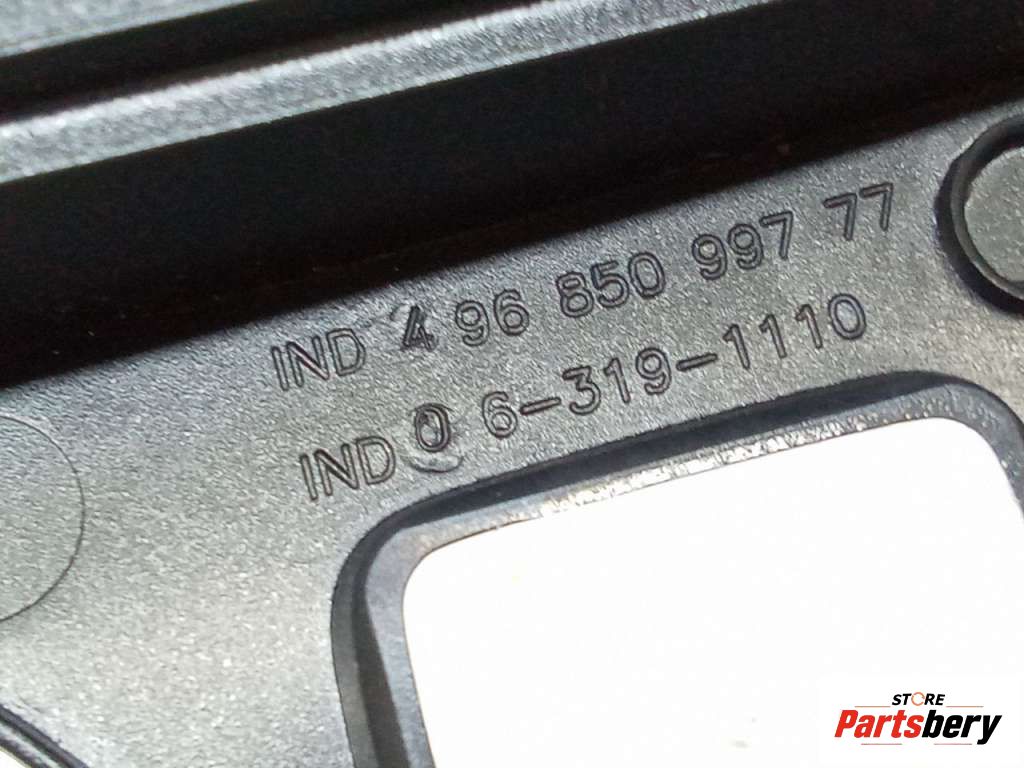 IND 4 96 850 997 77
IND 0 6-319-1110
STORE
Partsbery